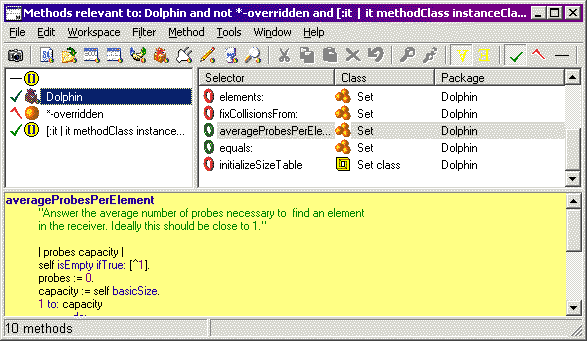 Methods relevant to: Dolphin and not *-overridden and [:it | it methodClass instanceCla...
File Edit Workspace Filter Method Tools Window Help
Dolphin
*-overridden
[:it | it methodClass instance...
Selector Class Package
elements: Set Dolphin
fixCollisionsFrom: Set Dolphin
averageProbesPerEle... Set Dolphin
equals: Set Dolphin
initializeSizeTable Set class Dolphin
averageProbesPerElement
"Answer the average number of probes necessary to find an element
in the receiver. Ideally this should be close to 1."
| probes capacity |
self isEmpty ifTrue: [^1].
probes := 0.
capacity := self basicSize.
1 to: capacity
10 methods